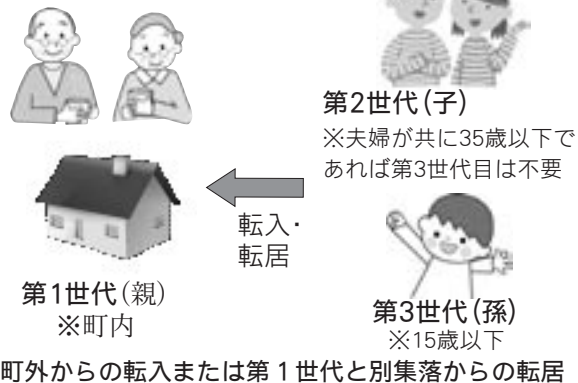 第2世代(子)
※夫婦が共に35歳以下で
あれば第3世代目は不要
転入・
転居
第1世代(親)
※町内
第3世代(孫)
※15歳以下
町外からの転入または第1世代と別集落からの転居